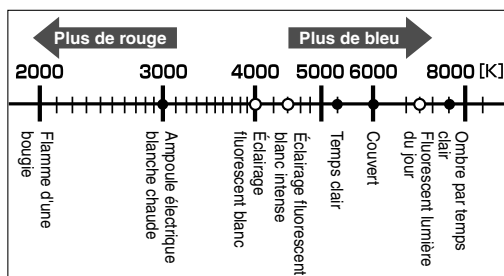 Plus de rouge
Plus de bleu
2000
3000
4000
5000
6000
8000 [K]
Flamme d'une
bougie
Ampoule électrique
blanche chaude
Éclairage
fluorescent blanc
Éclairage fluorescent
blanc intense
Temps clair
Couvert
Fluorescent lumière
du jour
Ombre par temps
clair